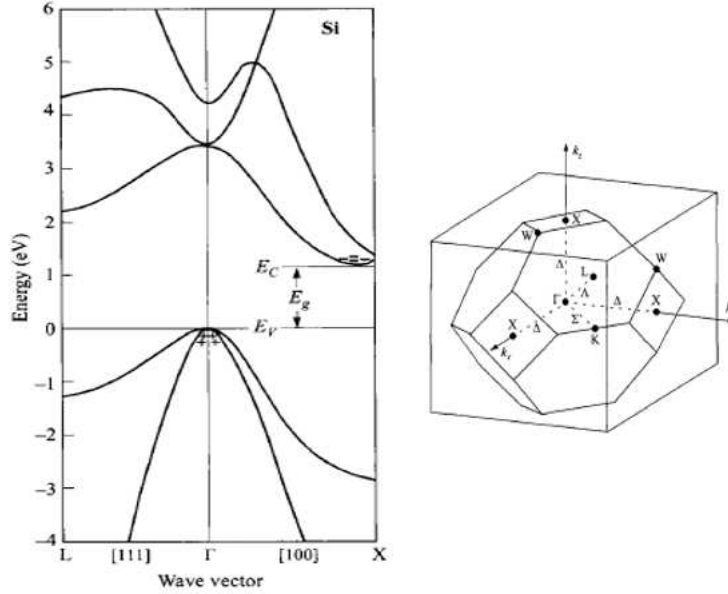 Si
6
5
4
3
2
1
0
−1
−2
−3
−4
Energy (eV)
E_C
E_g
E_V
L [111] Γ [100] X
Wave vector
k_z
X
W
Δ
L
Λ
W
Γ
Δ
X
X
Δ
Σ
K
k_x